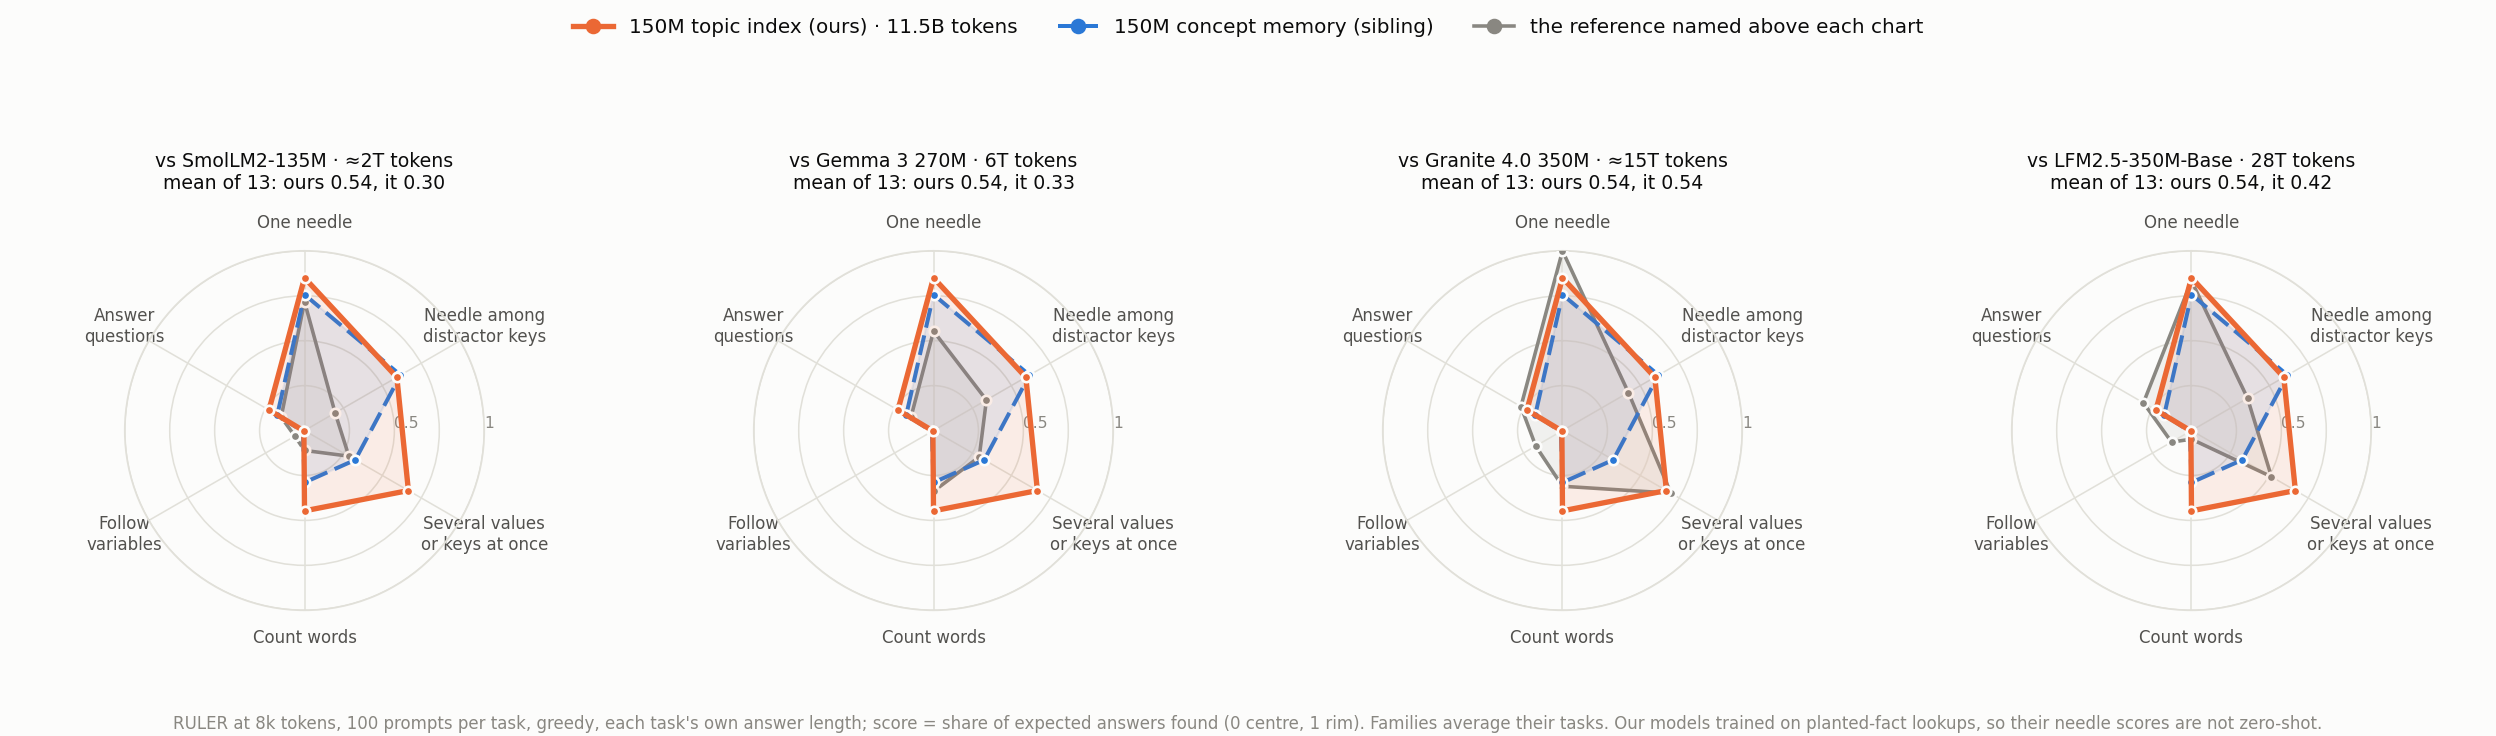 150M topic index (ours) · 11.5B tokens
150M concept memory (sibling)
the reference named above each chart
vs SmolLM2-135M · ≈2T tokens
mean of 13: ours 0.54, it 0.30
One needle
Answer
questions
Needle among
distractor keys
0.5
1
Follow
variables
Several values
or keys at once
Count words
vs Gemma 3 270M · 6T tokens
mean of 13: ours 0.54, it 0.33
One needle
Answer
questions
Needle among
distractor keys
0.5
1
Follow
variables
Several values
or keys at once
Count words
vs Granite 4.0 350M · ≈15T tokens
mean of 13: ours 0.54, it 0.54
One needle
Answer
questions
Needle among
distractor keys
0.5
1
Follow
variables
Several values
or keys at once
Count words
vs LFM2.5-350M-Base · 28T tokens
mean of 13: ours 0.54, it 0.42
One needle
Answer
questions
Needle among
distractor keys
0.5
1
Follow
variables
Several values
or keys at once
Count words
RULER at 8k tokens, 100 prompts per task, greedy, each task's own answer length; score = share of expected answers found (0 centre, 1 rim). Families average their tasks. Our models trained on planted-fact lookups, so their needle scores are not zero-shot.